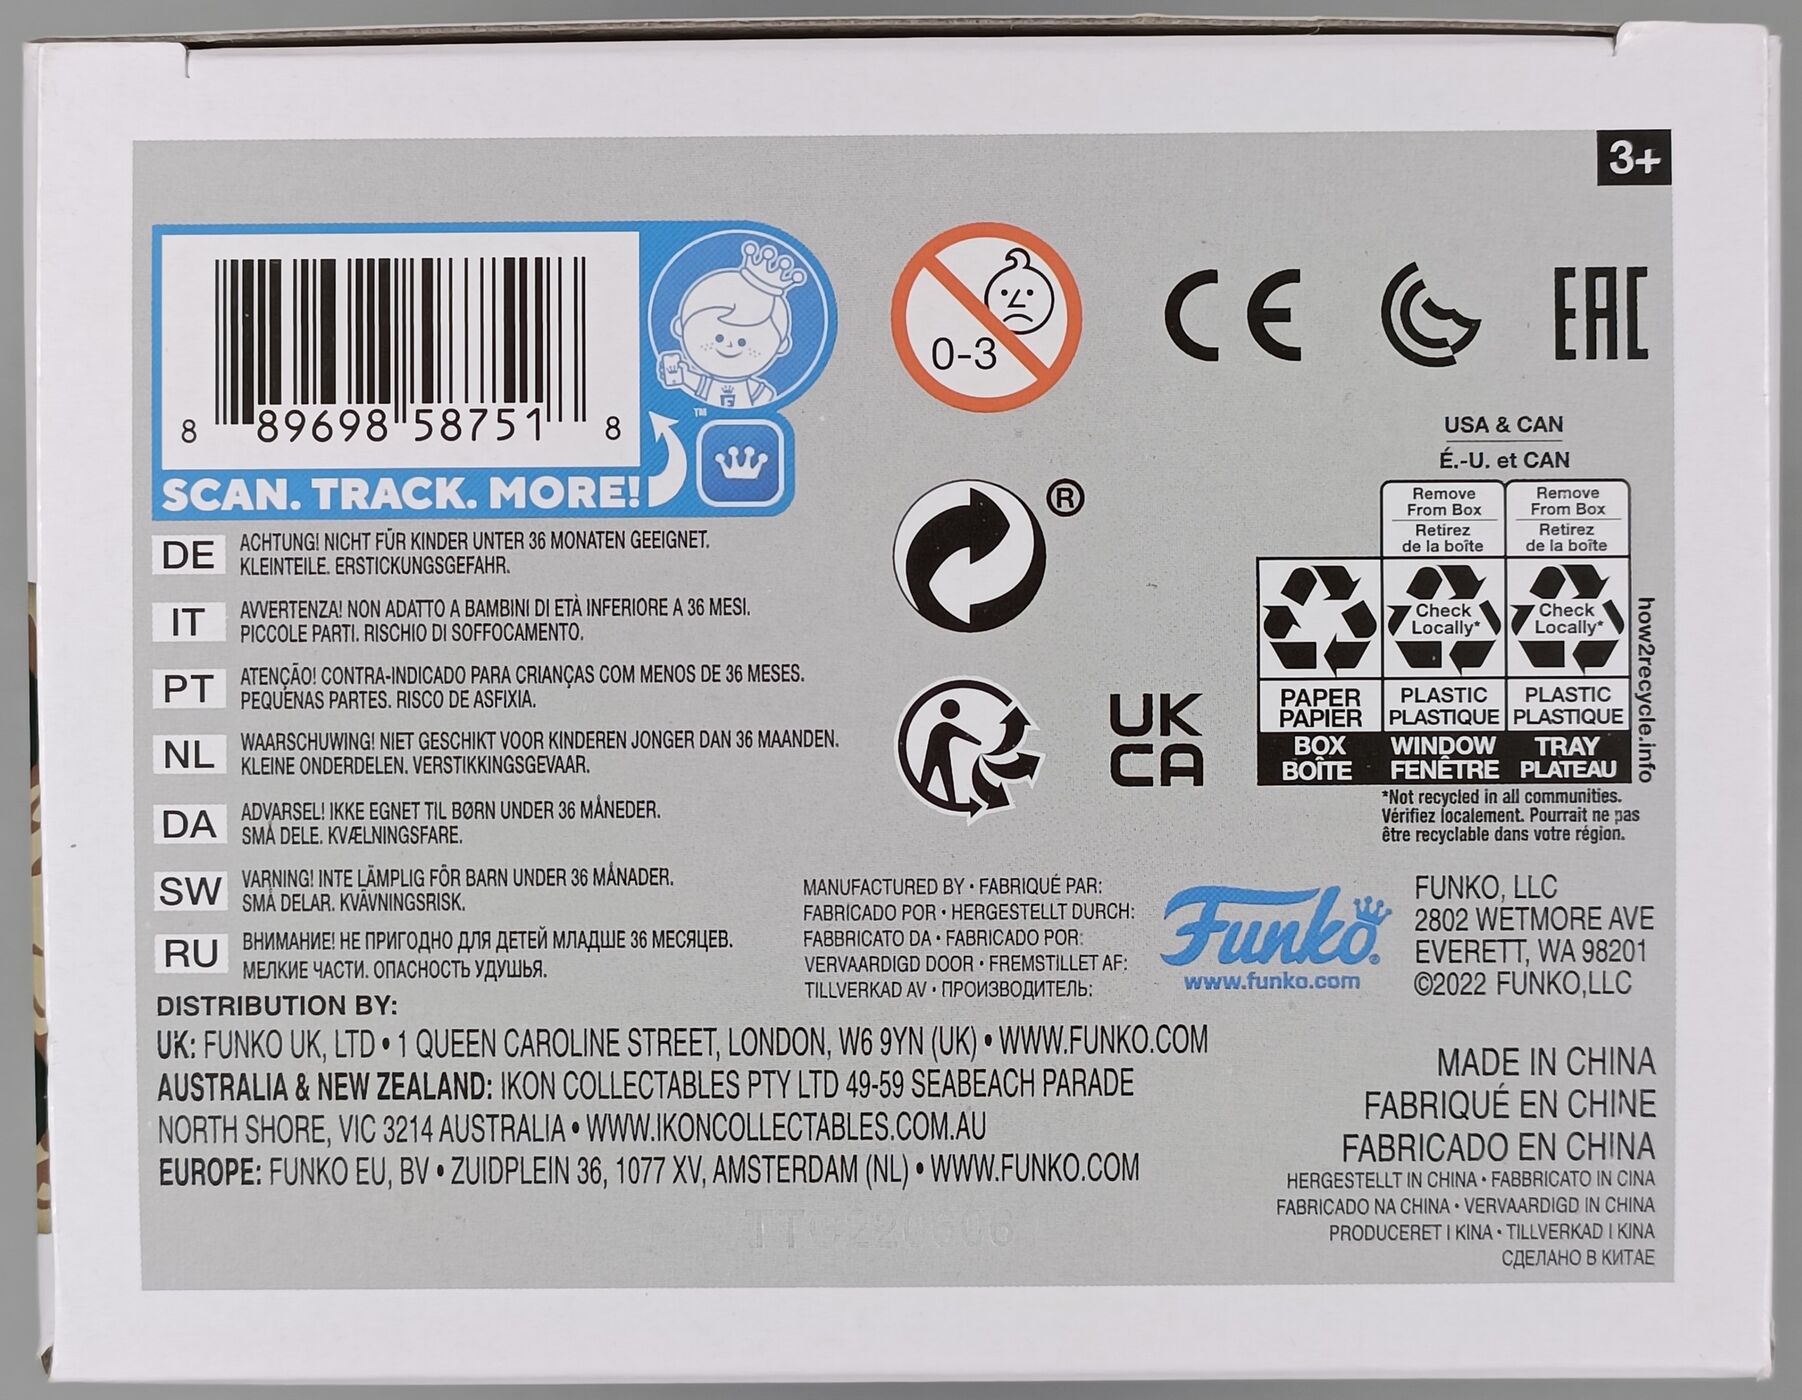 3+
8 89698 58751 8
SCAN. TRACK. MORE!
™
0-3
CE
EAC
USA & CAN
É.-U. et CAN
®
Remove From Box
Retirez de la boîte
Remove From Box
Retirez de la boîte
Check Locally*
Check Locally*
PAPER PAPIER
PLASTIC PLASTIQUE
PLASTIC PLASTIQUE
BOX BOÎTE
WINDOW FENÊTRE
TRAY PLATEAU
how2recycle.info
*Not recycled in all communities.
Vérifiez localement. Pourrait ne pas
être recyclable dans votre région.
UK
CA
DE ACHTUNG! NICHT FÜR KINDER UNTER 36 MONATEN GEEIGNET.
KLEINTEILE. ERSTICKUNGSGEFAHR.
IT AVVERTENZA! NON ADATTO A BAMBINI DI ETÀ INFERIORE A 36 MESI.
PICCOLE PARTI. RISCHIO DI SOFFOCAMENTO.
PT ATENÇÃO! CONTRA-INDICADO PARA CRIANÇAS COM MENOS DE 36 MESES.
PEQUENAS PARTES. RISCO DE ASFIXIA.
NL WAARSCHUWING! NIET GESCHIKT VOOR KINDEREN JONGER DAN 36 MAANDEN.
KLEINE ONDERDELEN. VERSTIKKINGSGEVAAR.
DA ADVARSEL! IKKE EGNET TIL BØRN UNDER 36 MÅNEDER.
SMÅ DELE. KVÆLNINGSFARE.
SW VARNING! INTE LÄMPLIG FÖR BARN UNDER 36 MÅNADER.
SMÅ DELAR. KVÄVNINGSRISK.
RU ВНИМАНИЕ! НЕ ПРИГОДНО ДЛЯ ДЕТЕЙ МЛАДШЕ 36 МЕСЯЦЕВ.
МЕЛКИЕ ЧАСТИ. ОПАСНОСТЬ УДУШЬЯ.
MANUFACTURED BY • FABRIQUÉ PAR:
FABRICADO POR • HERGESTELLT DURCH:
FABBRICATO DA • FABRICADO POR:
VERVAARDIGD DOOR • FREMSTILLET AF:
TILLVERKAD AV • ПРОИЗВОДИТЕЛЬ:
Funko®
www.funko.com
FUNKO, LLC
2802 WETMORE AVE
EVERETT, WA 98201
©2022 FUNKO,LLC
DISTRIBUTION BY:
UK: FUNKO UK, LTD • 1 QUEEN CAROLINE STREET, LONDON, W6 9YN (UK) • WWW.FUNKO.COM
AUSTRALIA & NEW ZEALAND: IKON COLLECTABLES PTY LTD 49-59 SEABEACH PARADE
NORTH SHORE, VIC 3214 AUSTRALIA • WWW.IKONCOLLECTABLES.COM.AU
EUROPE: FUNKO EU, BV • ZUIDPLEIN 36, 1077 XV, AMSTERDAM (NL) • WWW.FUNKO.COM
MADE IN CHINA
FABRIQUÉ EN CHINE
FABRICADO EN CHINA
HERGESTELLT IN CHINA • FABBRICATO IN CINA
FABRICADO NA CHINA • VERVAARDIGD IN CHINA
PRODUCERET I KINA • TILLVERKAD I KINA
СДЕЛАНО В КИТАЕ